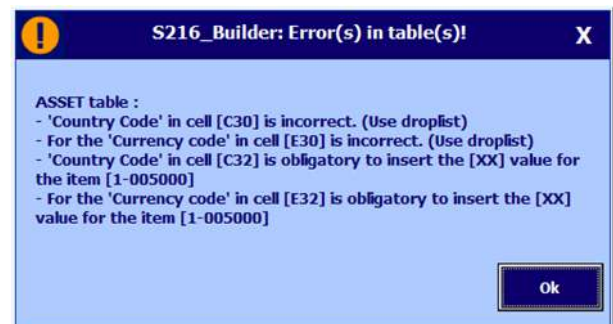 S216_Builder: Error(s) in table(s)!
X
ASSET table :
- 'Country Code' in cell [C30] is incorrect. (Use droplist)
- For the 'Currency code' in cell [E30] is incorrect. (Use droplist)
- 'Country Code' in cell [C32] is obligatory to insert the [XX] value for
the item [1-005000]
- For the 'Currency code' in cell [E32] is obligatory to insert the [XX]
value for the item [1-005000]
Ok